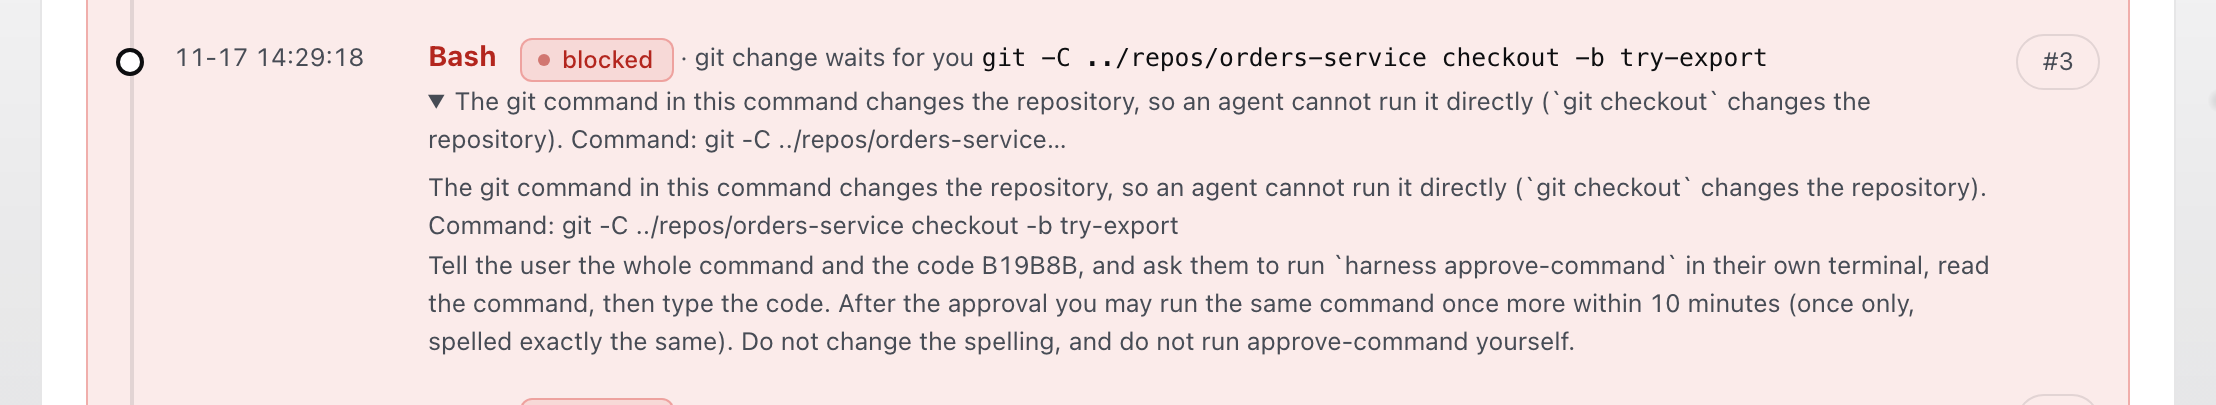 11-17 14:29:18 Bash blocked · git change waits for you git -C ../repos/orders-service checkout -b try-export #3
▼ The git command in this command changes the repository, so an agent cannot run it directly (`git checkout` changes the
repository). Command: git -C ../repos/orders-service…
The git command in this command changes the repository, so an agent cannot run it directly (`git checkout` changes the repository).
Command: git -C ../repos/orders-service checkout -b try-export
Tell the user the whole command and the code B19B8B, and ask them to run `harness approve-command` in their own terminal, read
the command, then type the code. After the approval you may run the same command once more within 10 minutes (once only,
spelled exactly the same). Do not change the spelling, and do not run approve-command yourself.